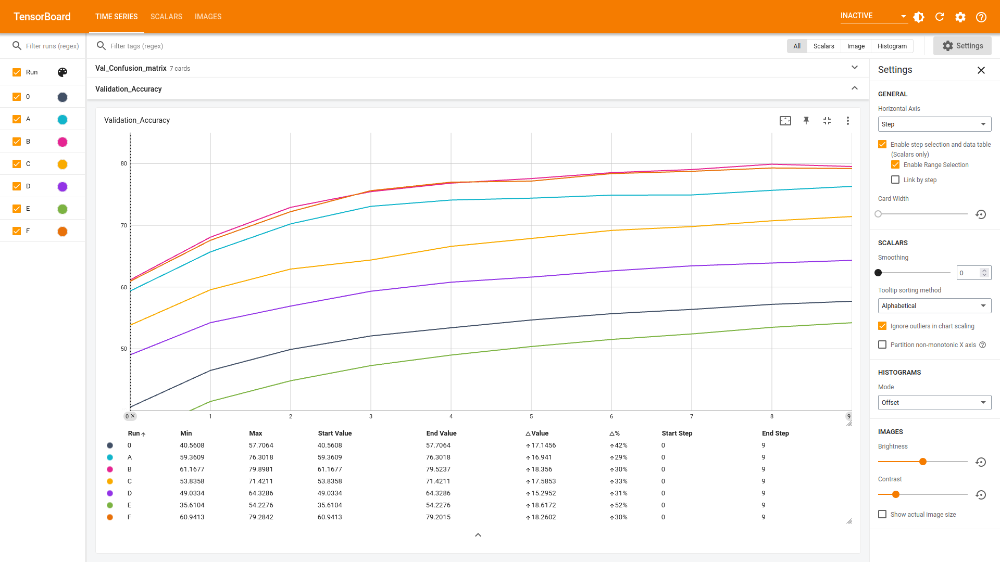 TensorBoard TIME SERIES SCALARS IMAGES INACTIVE
Filter runs (regex)
Filter tags (regex)
All Scalars Image Histogram
Settings
Run
0
A
B
C
D
E
F
Val_Confusion_matrix 7 cards
Validation_Accuracy
Validation_Accuracy
80
70
60
50
0 1 2 3 4 5 6 7 8 9
Run Min Max Start Value End Value △Value △% Start Step End Step
0 40.5608 57.7064 40.5608 57.7064 ↑17.1456 ↑42% 0 9
A 59.3609 76.3018 59.3609 76.3018 ↑16.941 ↑29% 0 9
B 61.1677 79.8981 61.1677 79.5237 ↑18.356 ↑30% 0 9
C 53.8358 71.4211 53.8358 71.4211 ↑17.5853 ↑33% 0 9
D 49.0334 64.3286 49.0334 64.3286 ↑15.2952 ↑31% 0 9
E 35.6104 54.2276 35.6104 54.2276 ↑18.6172 ↑52% 0 9
F 60.9413 79.2842 60.9413 79.2015 ↑18.2602 ↑30% 0 9
Settings
GENERAL
Horizontal Axis
Step
Enable step selection and data table
(Scalars only)
Enable Range Selection
Link by step
Card Width
SCALARS
Smoothing
0
Tooltip sorting method
Alphabetical
Ignore outliers in chart scaling
Partition non-monotonic X axis
HISTOGRAMS
Mode
Offset
IMAGES
Brightness
Contrast
Show actual image size